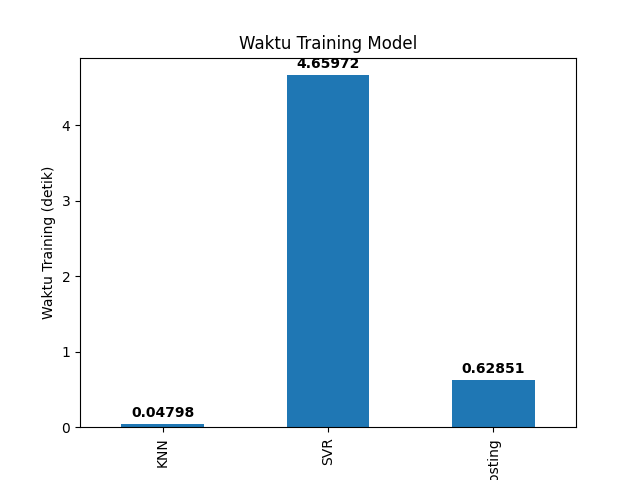 Waktu Training Model
Waktu Training (detik)
4
3
2
1
0
0.04798
4.65972
0.62851
KNN
SVR
osting